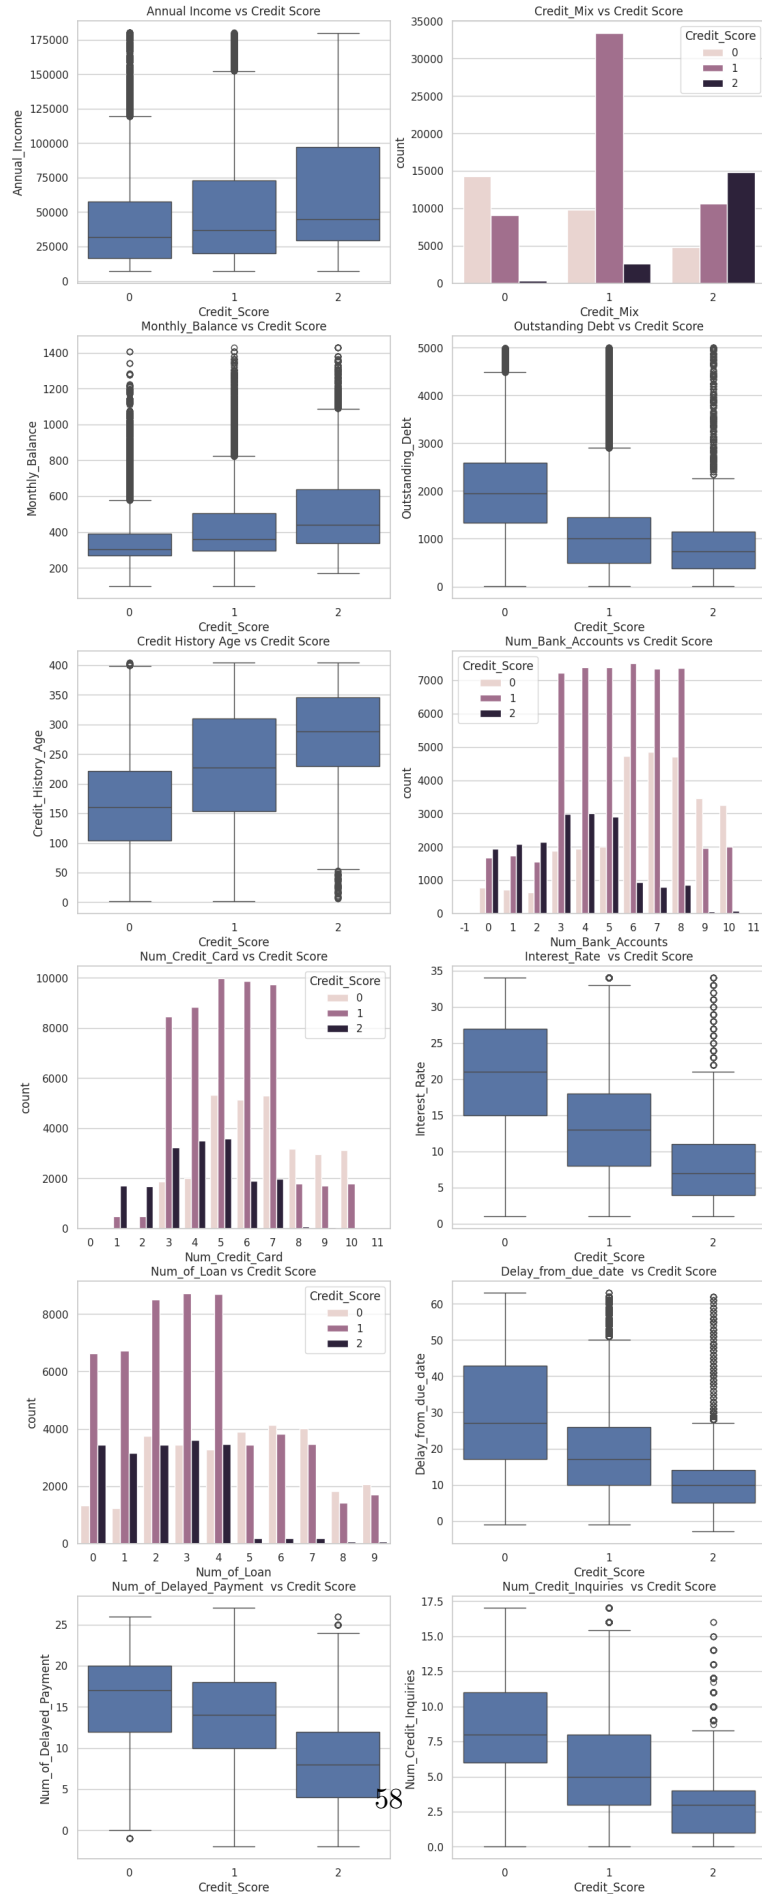 Annual Income vs Credit Score
175000
150000
125000
100000
75000
50000
25000
0
Annual_Income
0 1 2
Credit_Score
Credit_Mix vs Credit Score
35000
30000
25000
20000
15000
10000
5000
0
count
Credit_Score
0
1
2
0 1 2
Credit_Mix
Monthly_Balance vs Credit Score
1400
1200
1000
800
600
400
200
Monthly_Balance
0 1 2
Credit_Score
Outstanding Debt vs Credit Score
5000
4000
3000
2000
1000
0
Outstanding_Debt
0 1 2
Credit_Score
Credit History Age vs Credit Score
400
350
300
250
200
150
100
50
0
Credit_History_Age
0 1 2
Credit_Score
Num_Bank_Accounts vs Credit Score
7000
6000
5000
4000
3000
2000
1000
0
count
Credit_Score
0
1
2
-1 0 1 2 3 4 5 6 7 8 9 10 11
Num_Bank_Accounts
Num_Credit_Card vs Credit Score
10000
8000
6000
4000
2000
0
count
Credit_Score
0
1
2
0 1 2 3 4 5 6 7 8 9 10 11
Num_Credit_Card
Interest_Rate vs Credit Score
35
30
25
20
15
10
5
0
Interest_Rate
0 1 2
Credit_Score
Num_of_Loan vs Credit Score
8000
6000
4000
2000
0
count
Credit_Score
0
1
2
0 1 2 3 4 5 6 7 8 9
Num_of_Loan
Delay_from_due_date vs Credit Score
60
50
40
30
20
10
0
Delay_from_due_date
0 1 2
Credit_Score
Num_of_Delayed_Payment vs Credit Score
25
20
15
10
5
0
Num_of_Delayed_Payment
0 1 2
Credit_Score
Num_Credit_Inquiries vs Credit Score
17.5
15.0
12.5
10.0
7.5
5.0
2.5
0.0
Num_Credit_Inquiries
0 1 2
Credit_Score
58